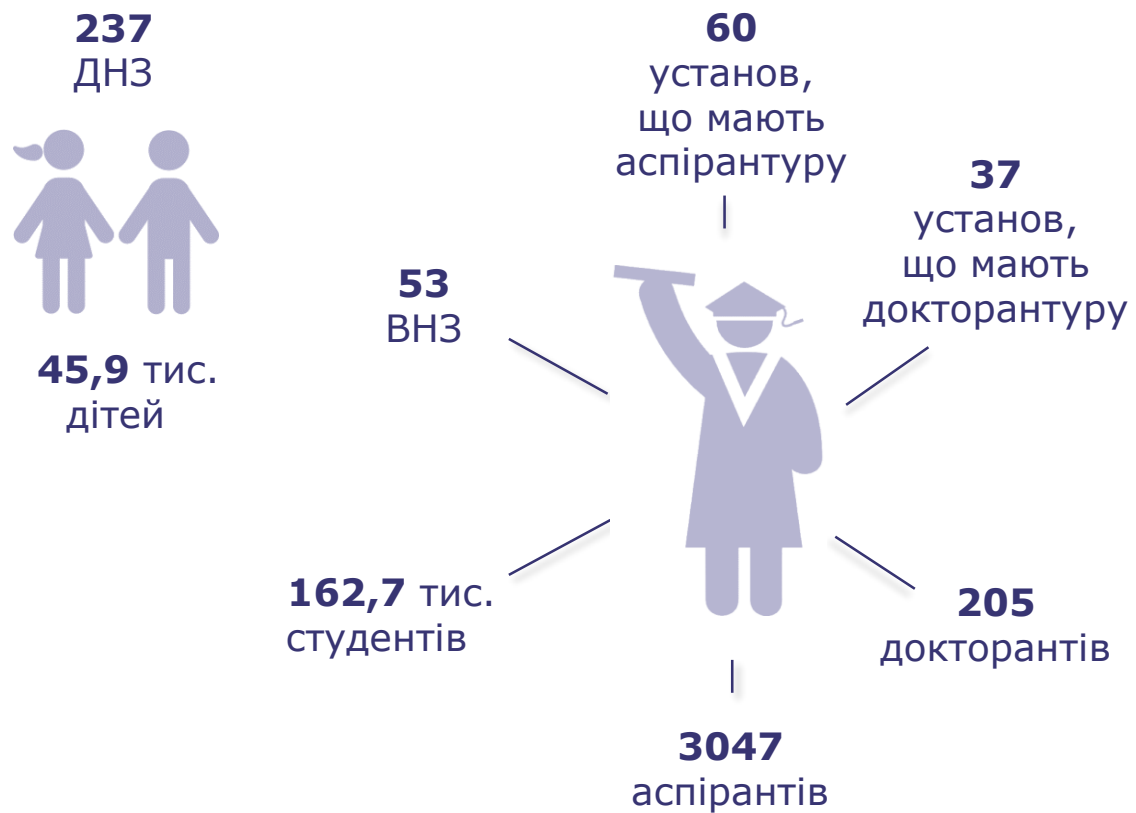 237
ДНЗ
45,9 тис.
дітей
60
установ,
що мають
аспірантуру
37
установ,
що мають
докторантуру
53
ВНЗ
162,7 тис.
студентів
205
докторантів
3047
аспірантів